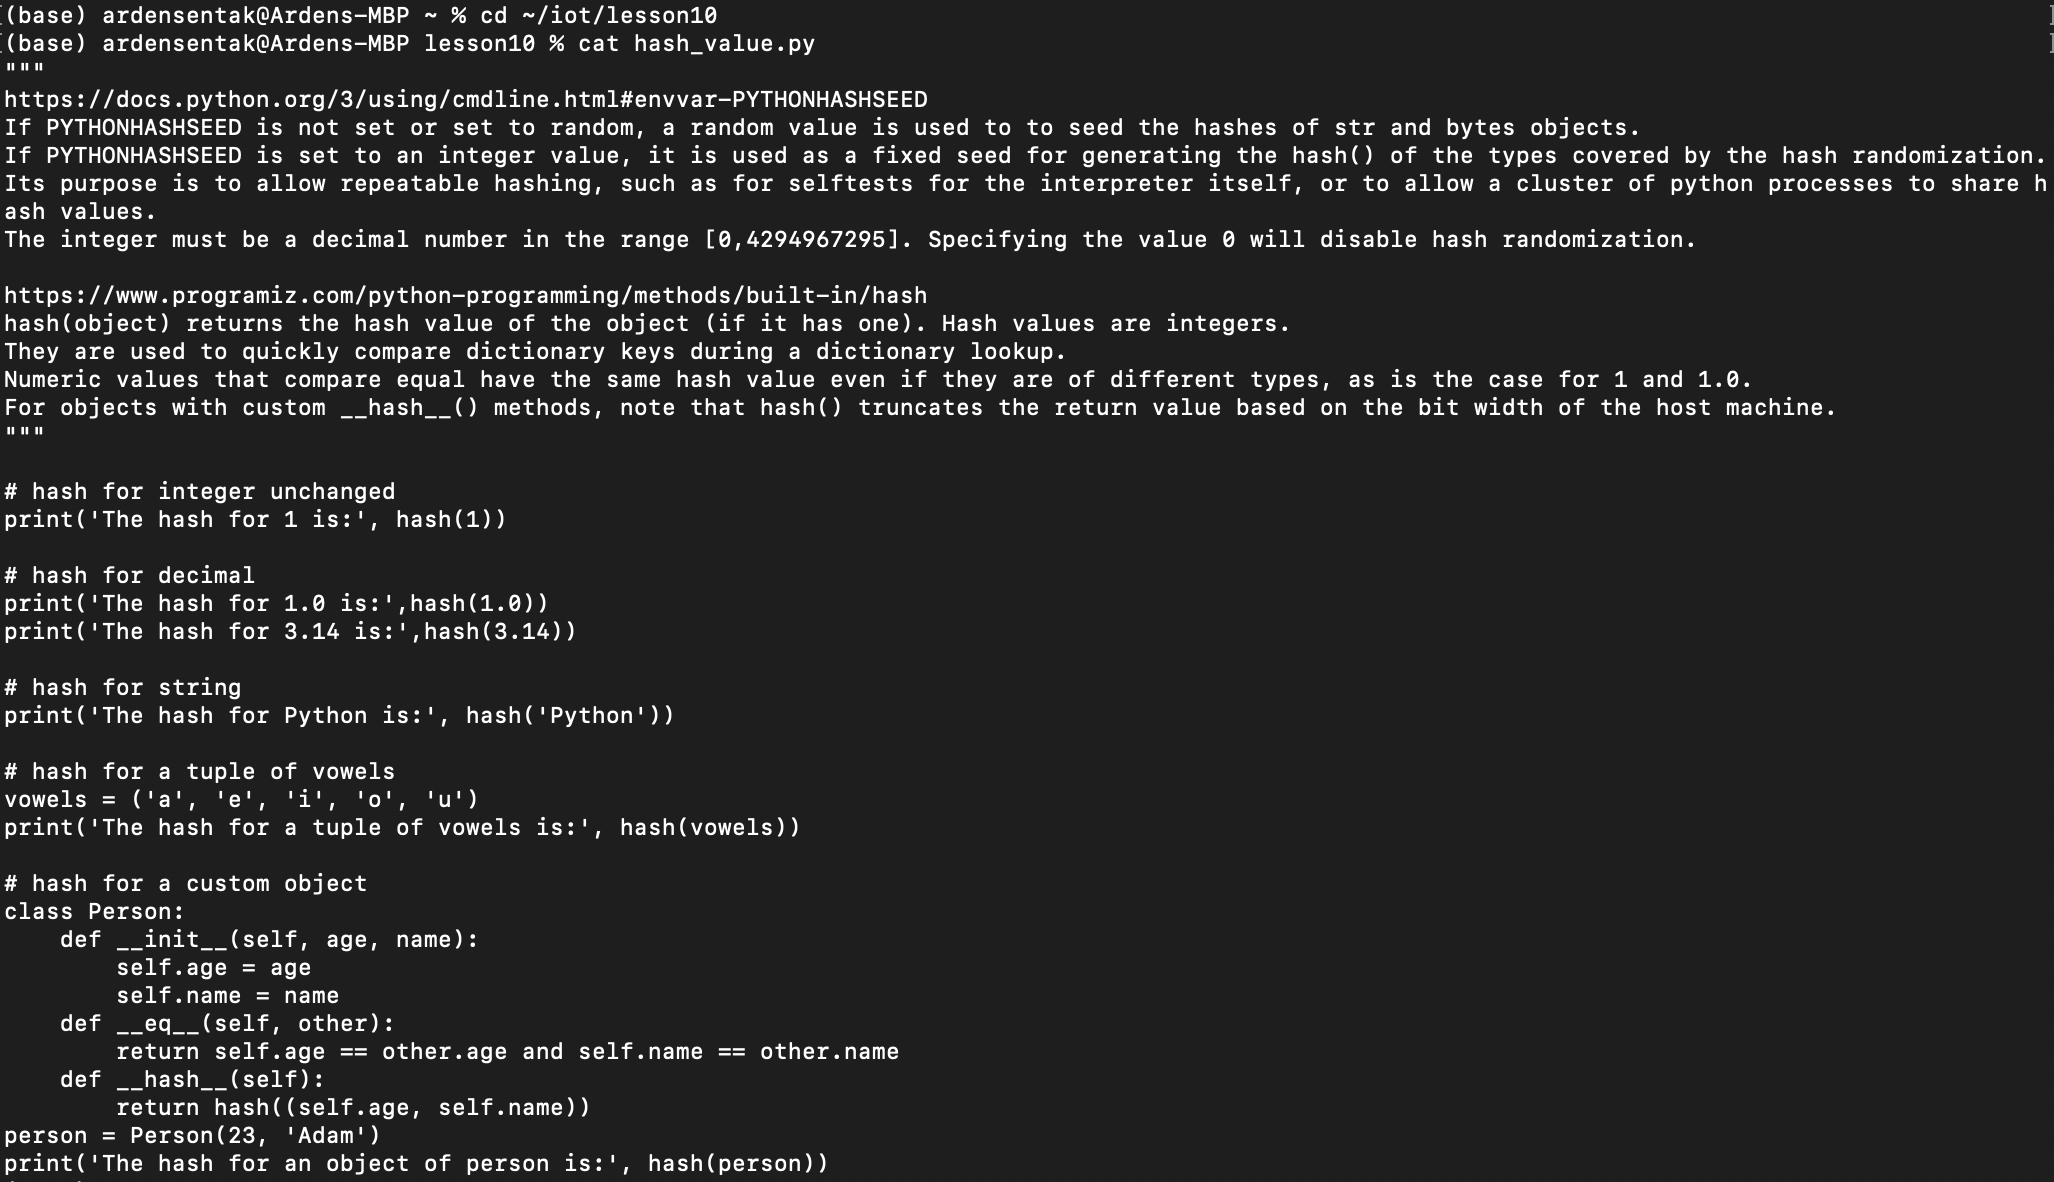 (base) ardensentak@Ardens-MBP ~ % cd ~/iot/lesson10
(base) ardensentak@Ardens-MBP lesson10 % cat hash_value.py
"""
https://docs.python.org/3/using/cmdline.html#envvar-PYTHONHASHSEED
If PYTHONHASHSEED is not set or set to random, a random value is used to to seed the hashes of str and bytes objects.
If PYTHONHASHSEED is set to an integer value, it is used as a fixed seed for generating the hash() of the types covered by the hash randomization.
Its purpose is to allow repeatable hashing, such as for selftests for the interpreter itself, or to allow a cluster of python processes to share h
ash values.
The integer must be a decimal number in the range [0,4294967295]. Specifying the value 0 will disable hash randomization.

https://www.programiz.com/python-programming/methods/built-in/hash
hash(object) returns the hash value of the object (if it has one). Hash values are integers.
They are used to quickly compare dictionary keys during a dictionary lookup.
Numeric values that compare equal have the same hash value even if they are of different types, as is the case for 1 and 1.0.
For objects with custom __hash__() methods, note that hash() truncates the return value based on the bit width of the host machine.
"""

# hash for integer unchanged
print('The hash for 1 is:', hash(1))

# hash for decimal
print('The hash for 1.0 is:',hash(1.0))
print('The hash for 3.14 is:',hash(3.14))

# hash for string
print('The hash for Python is:', hash('Python'))

# hash for a tuple of vowels
vowels = ('a', 'e', 'i', 'o', 'u')
print('The hash for a tuple of vowels is:', hash(vowels))

# hash for a custom object
class Person:
    def __init__(self, age, name):
        self.age = age
        self.name = name
    def __eq__(self, other):
        return self.age == other.age and self.name == other.name
    def __hash__(self):
        return hash((self.age, self.name))
person = Person(23, 'Adam')
print('The hash for an object of person is:', hash(person))